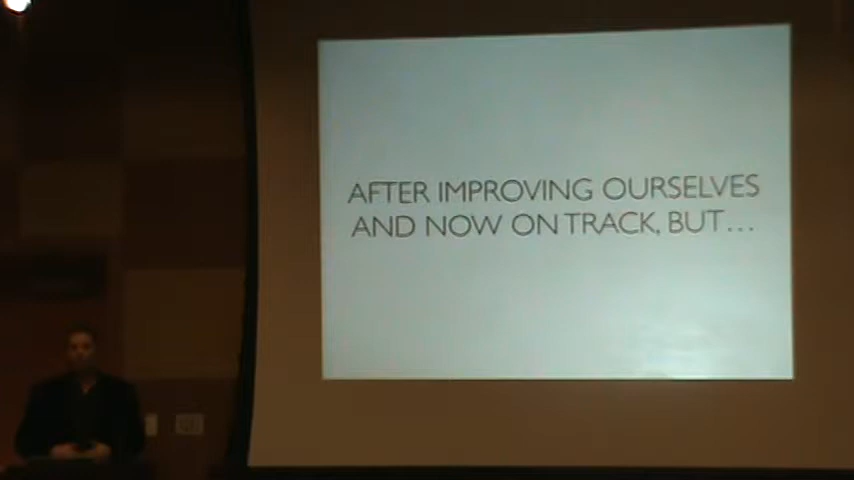 AFTER IMPROVING OURSELVES
AND NOW ON TRACK, BUT...